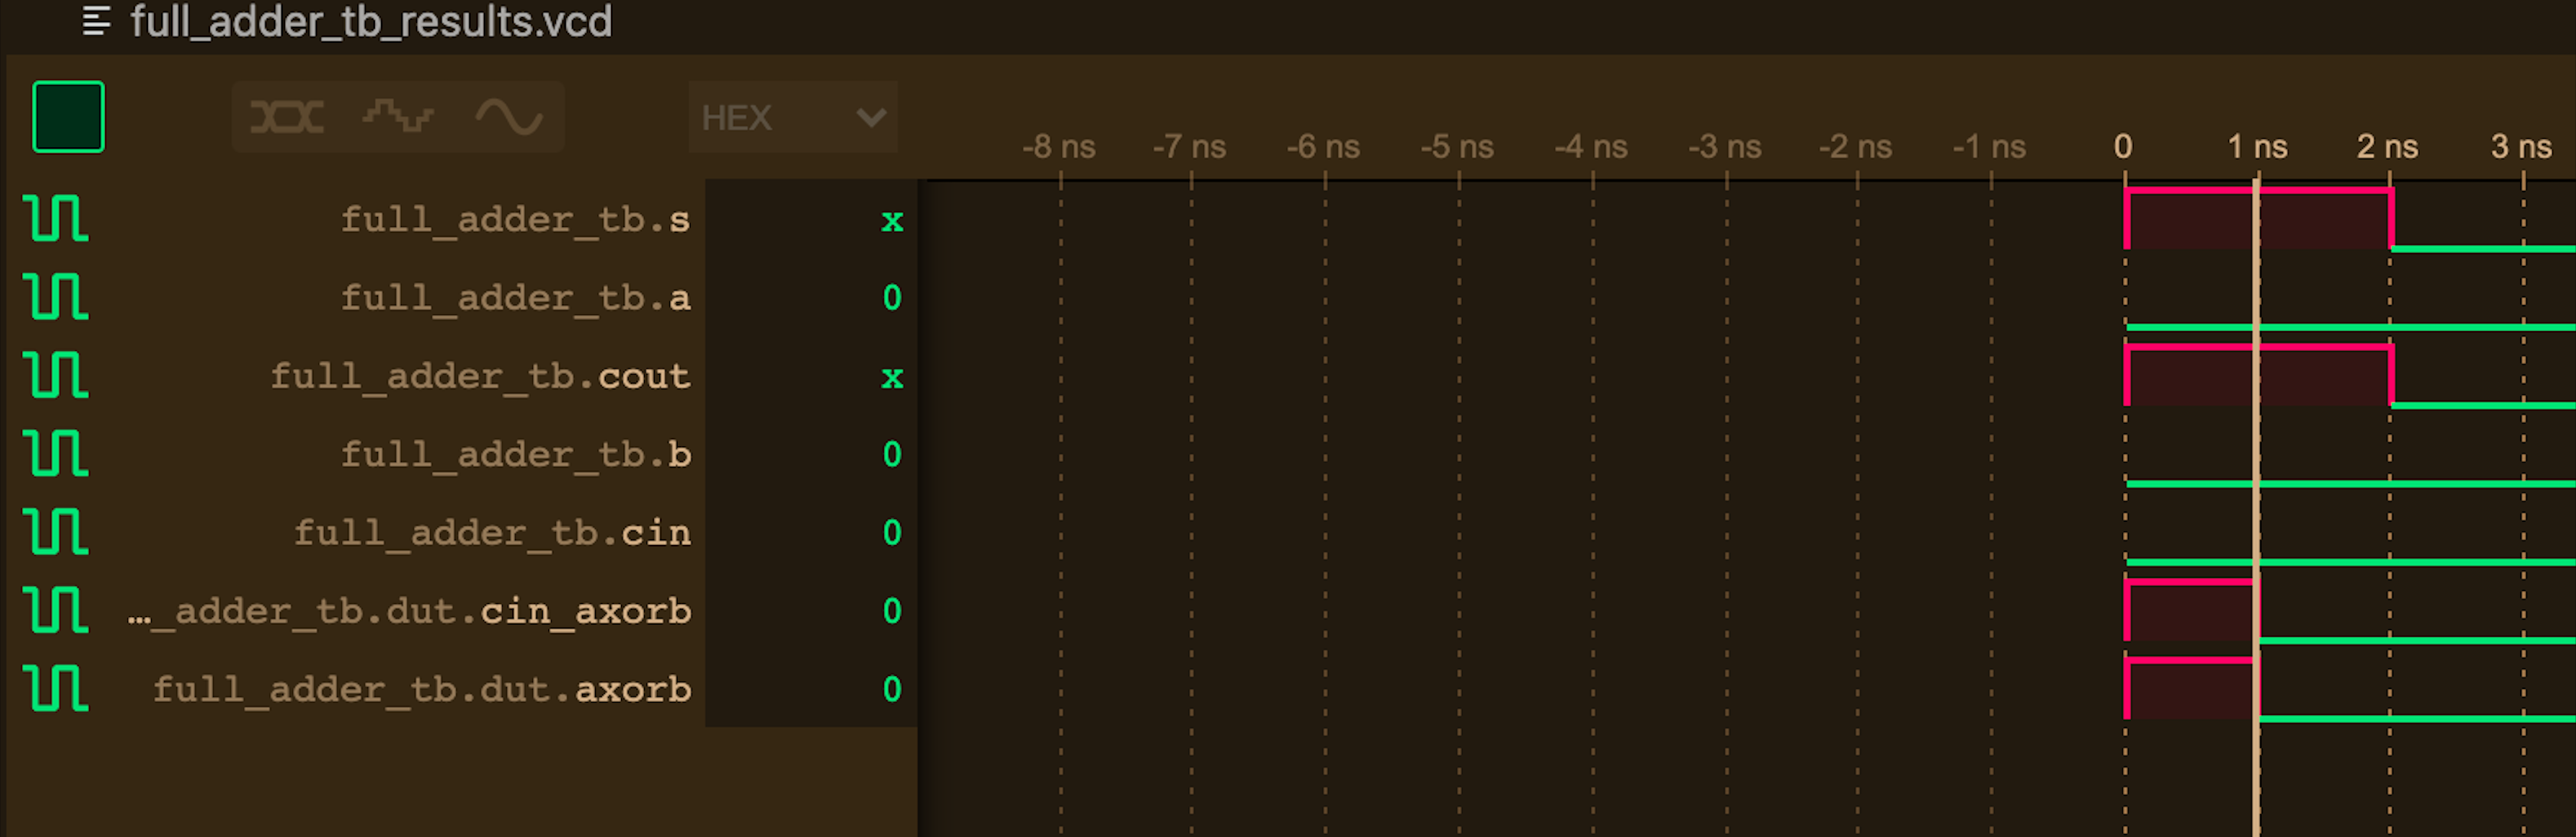 full_adder_tb_results.vcd
HEX
-8 ns -7 ns -6 ns -5 ns -4 ns -3 ns -2 ns -1 ns 0 1 ns 2 ns 3 ns
full_adder_tb.s x
full_adder_tb.a 0
full_adder_tb.cout x
full_adder_tb.b 0
full_adder_tb.cin 0
…_adder_tb.dut.cin_axorb 0
full_adder_tb.dut.axorb 0